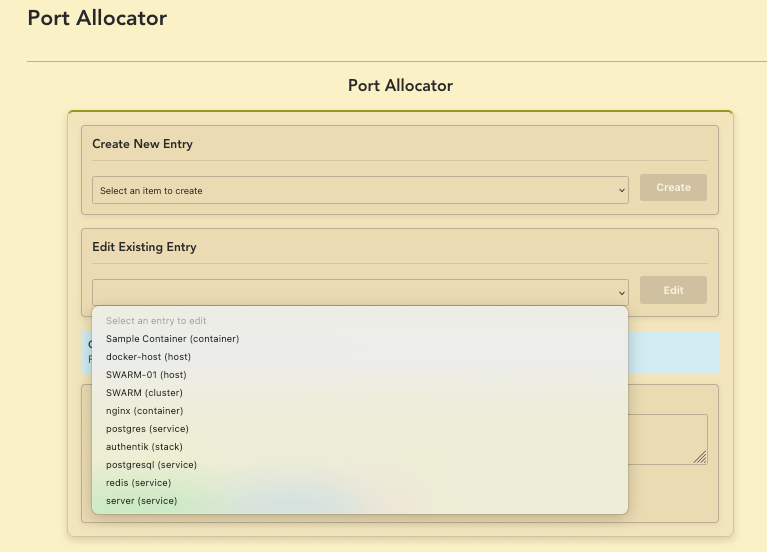 Port Allocator
Port Allocator
Create New Entry
Select an item to create
Create
Edit Existing Entry
Edit
Select an entry to edit
Sample Container (container)
docker-host (host)
SWARM-01 (host)
SWARM (cluster)
nginx (container)
postgres (service)
authentik (stack)
postgresql (service)
redis (service)
server (service)